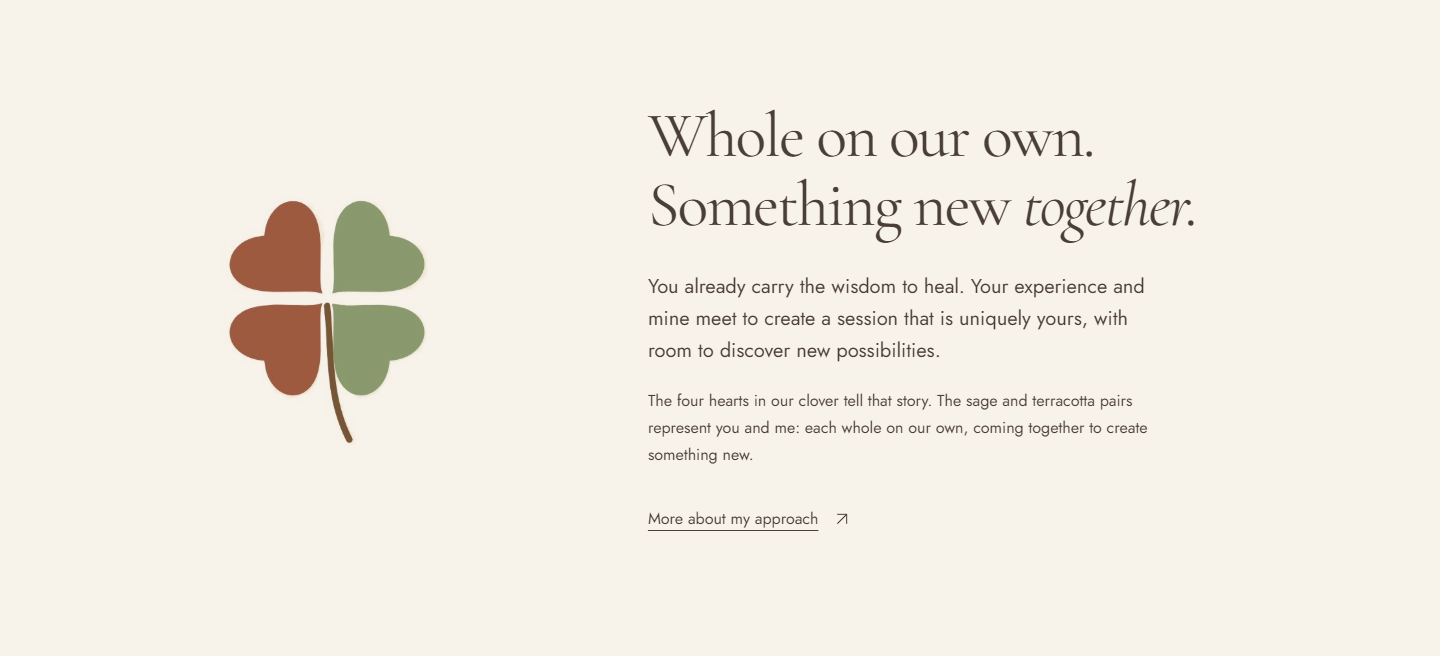 Whole on our own.
Something new together.
You already carry the wisdom to heal. Your experience and
mine meet to create a session that is uniquely yours, with
room to discover new possibilities.
The four hearts in our clover tell that story. The sage and terracotta pairs
represent you and me: each whole on our own, coming together to create
something new.
More about my approach